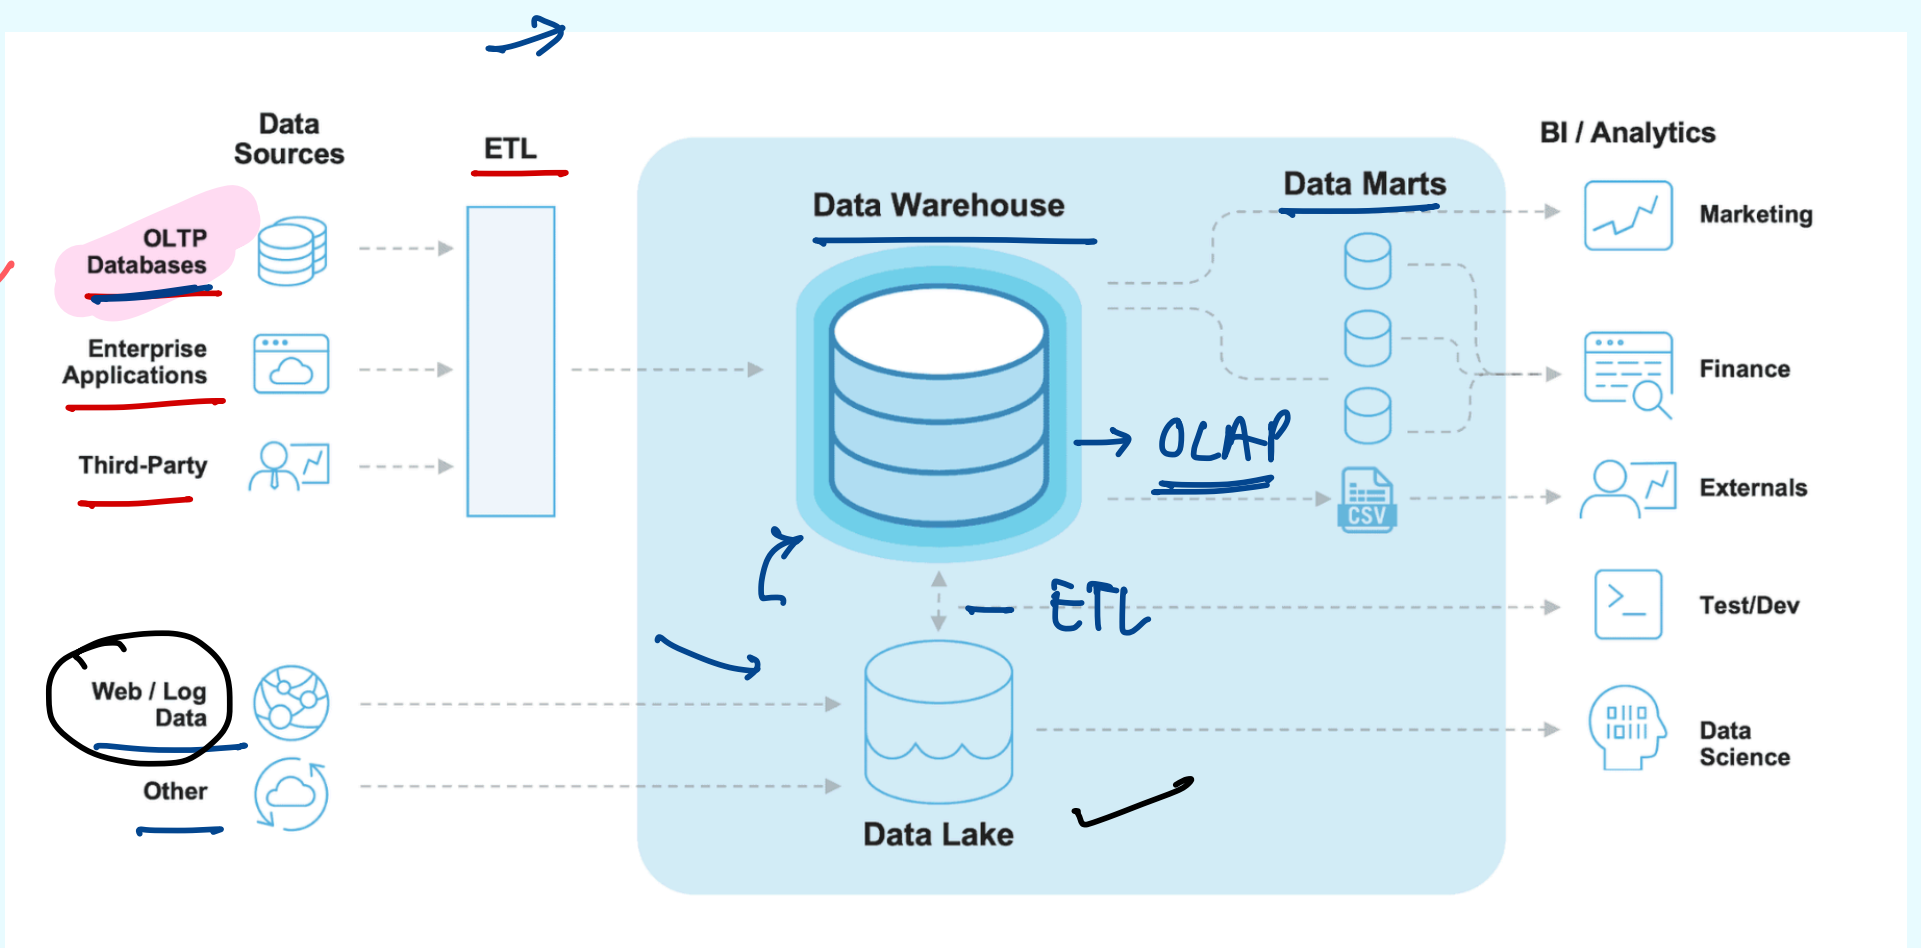 Data
Sources
ETL
OLTP
Databases
Enterprise
Applications
Third-Party
Web / Log
Data
Other
Data Warehouse
OLAP
ETL
Data Lake
Data Marts
CSV
BI / Analytics
Marketing
Finance
Externals
Test/Dev
Data
Science